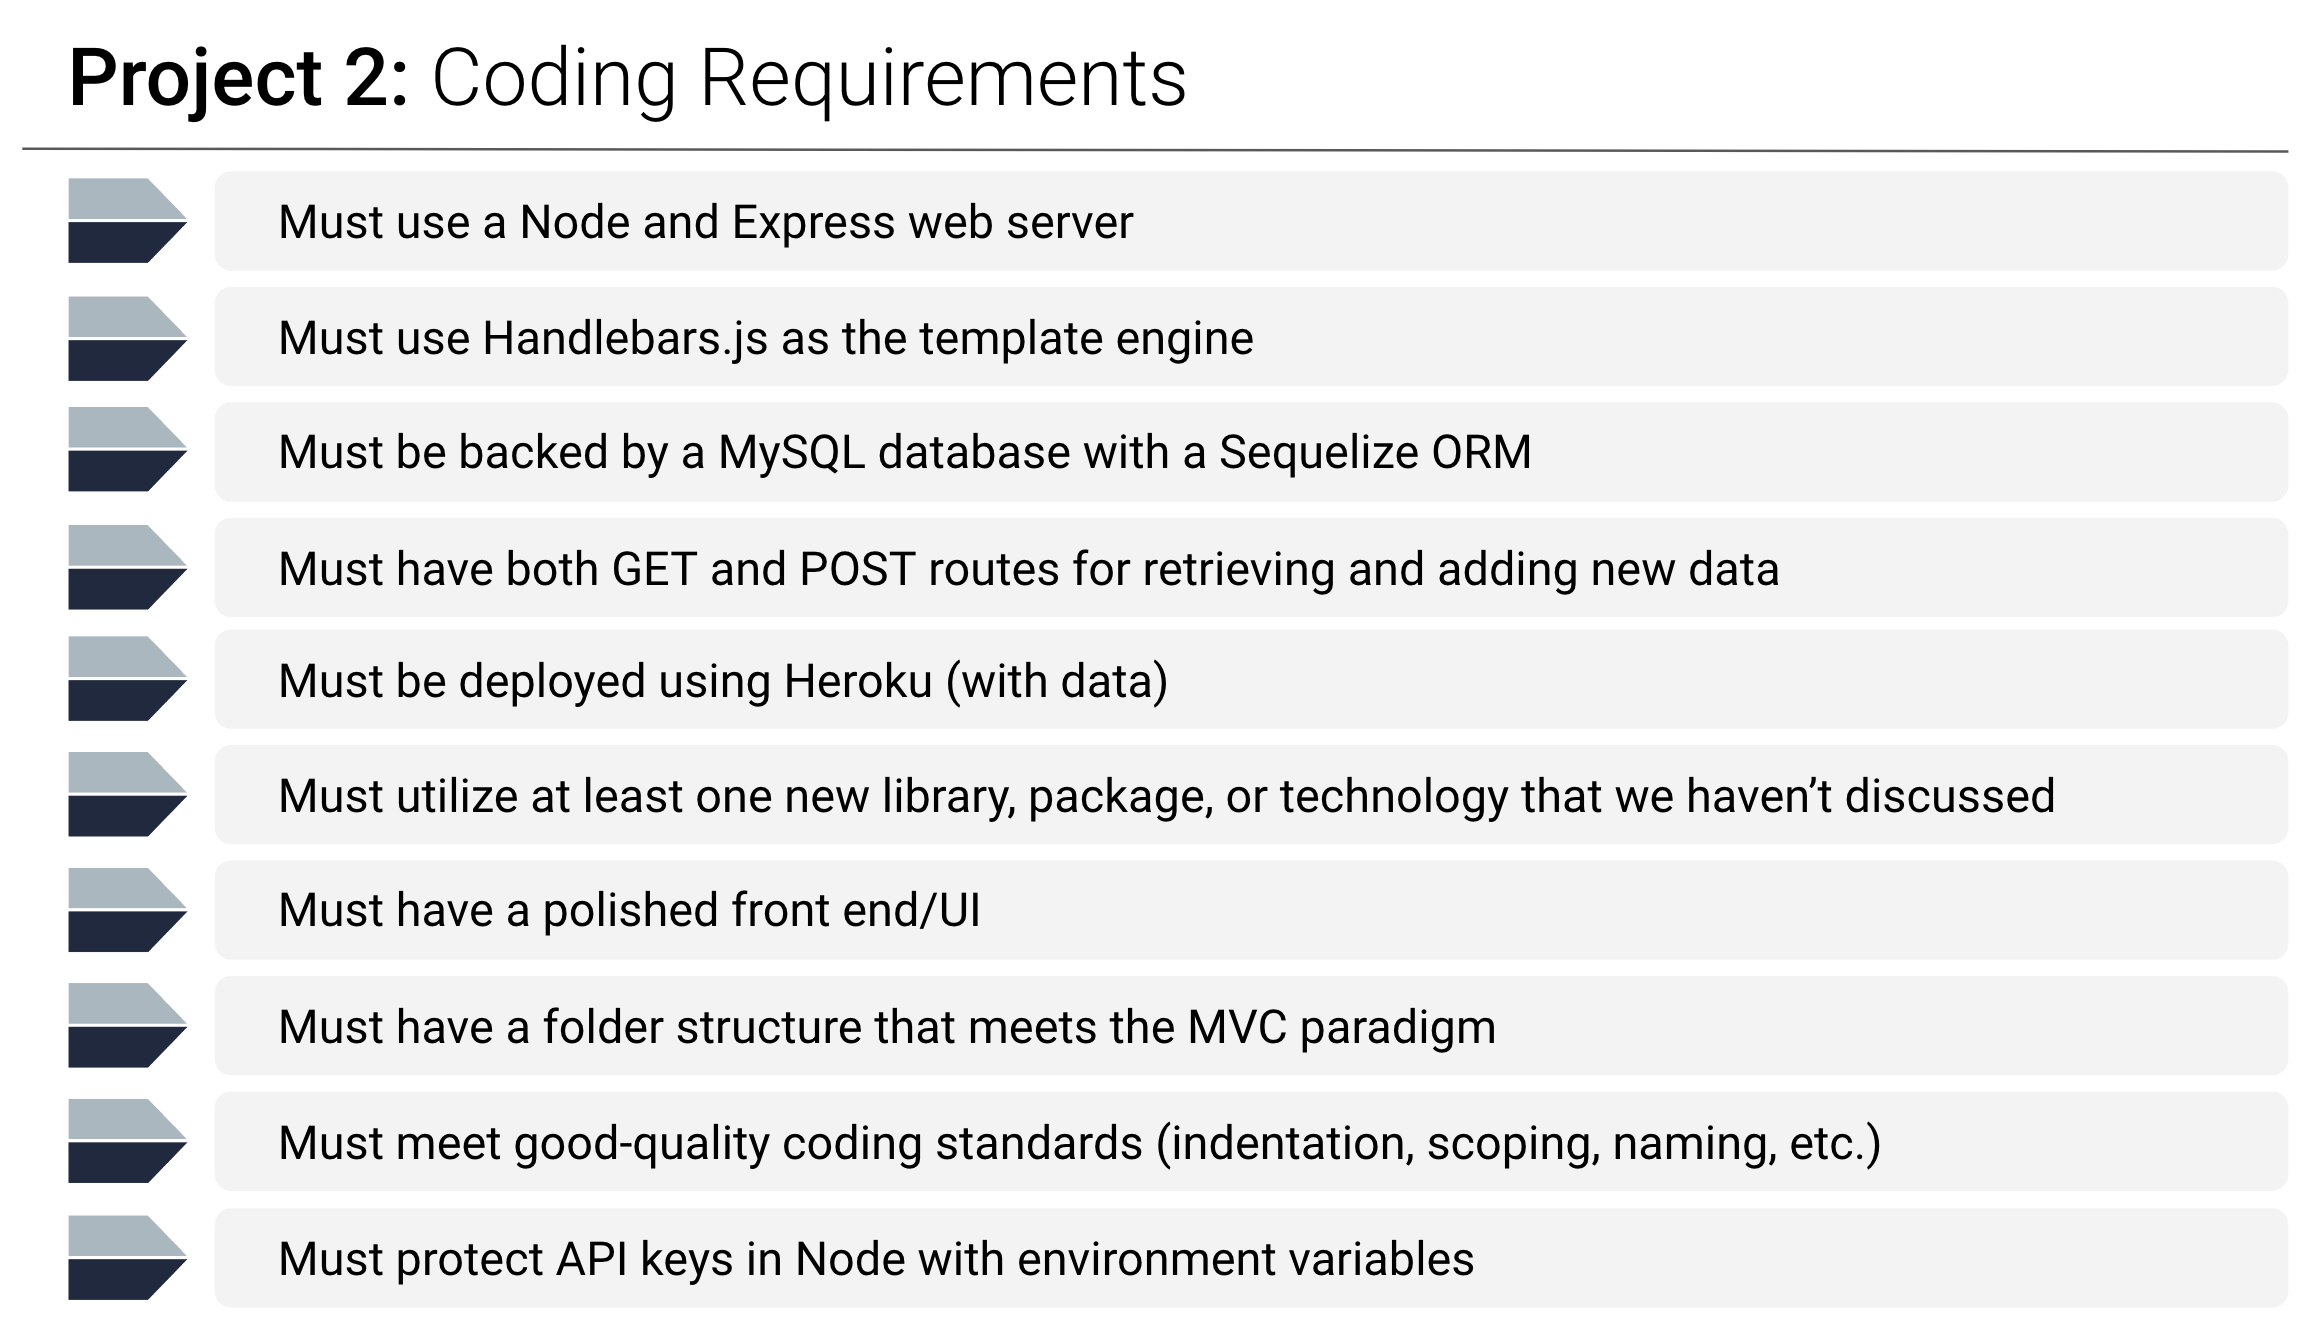 Project 2: Coding Requirements
Must use a Node and Express web server
Must use Handlebars.js as the template engine
Must be backed by a MySQL database with a Sequelize ORM
Must have both GET and POST routes for retrieving and adding new data
Must be deployed using Heroku (with data)
Must utilize at least one new library, package, or technology that we haven’t discussed
Must have a polished front end/UI
Must have a folder structure that meets the MVC paradigm
Must meet good-quality coding standards (indentation, scoping, naming, etc.)
Must protect API keys in Node with environment variables